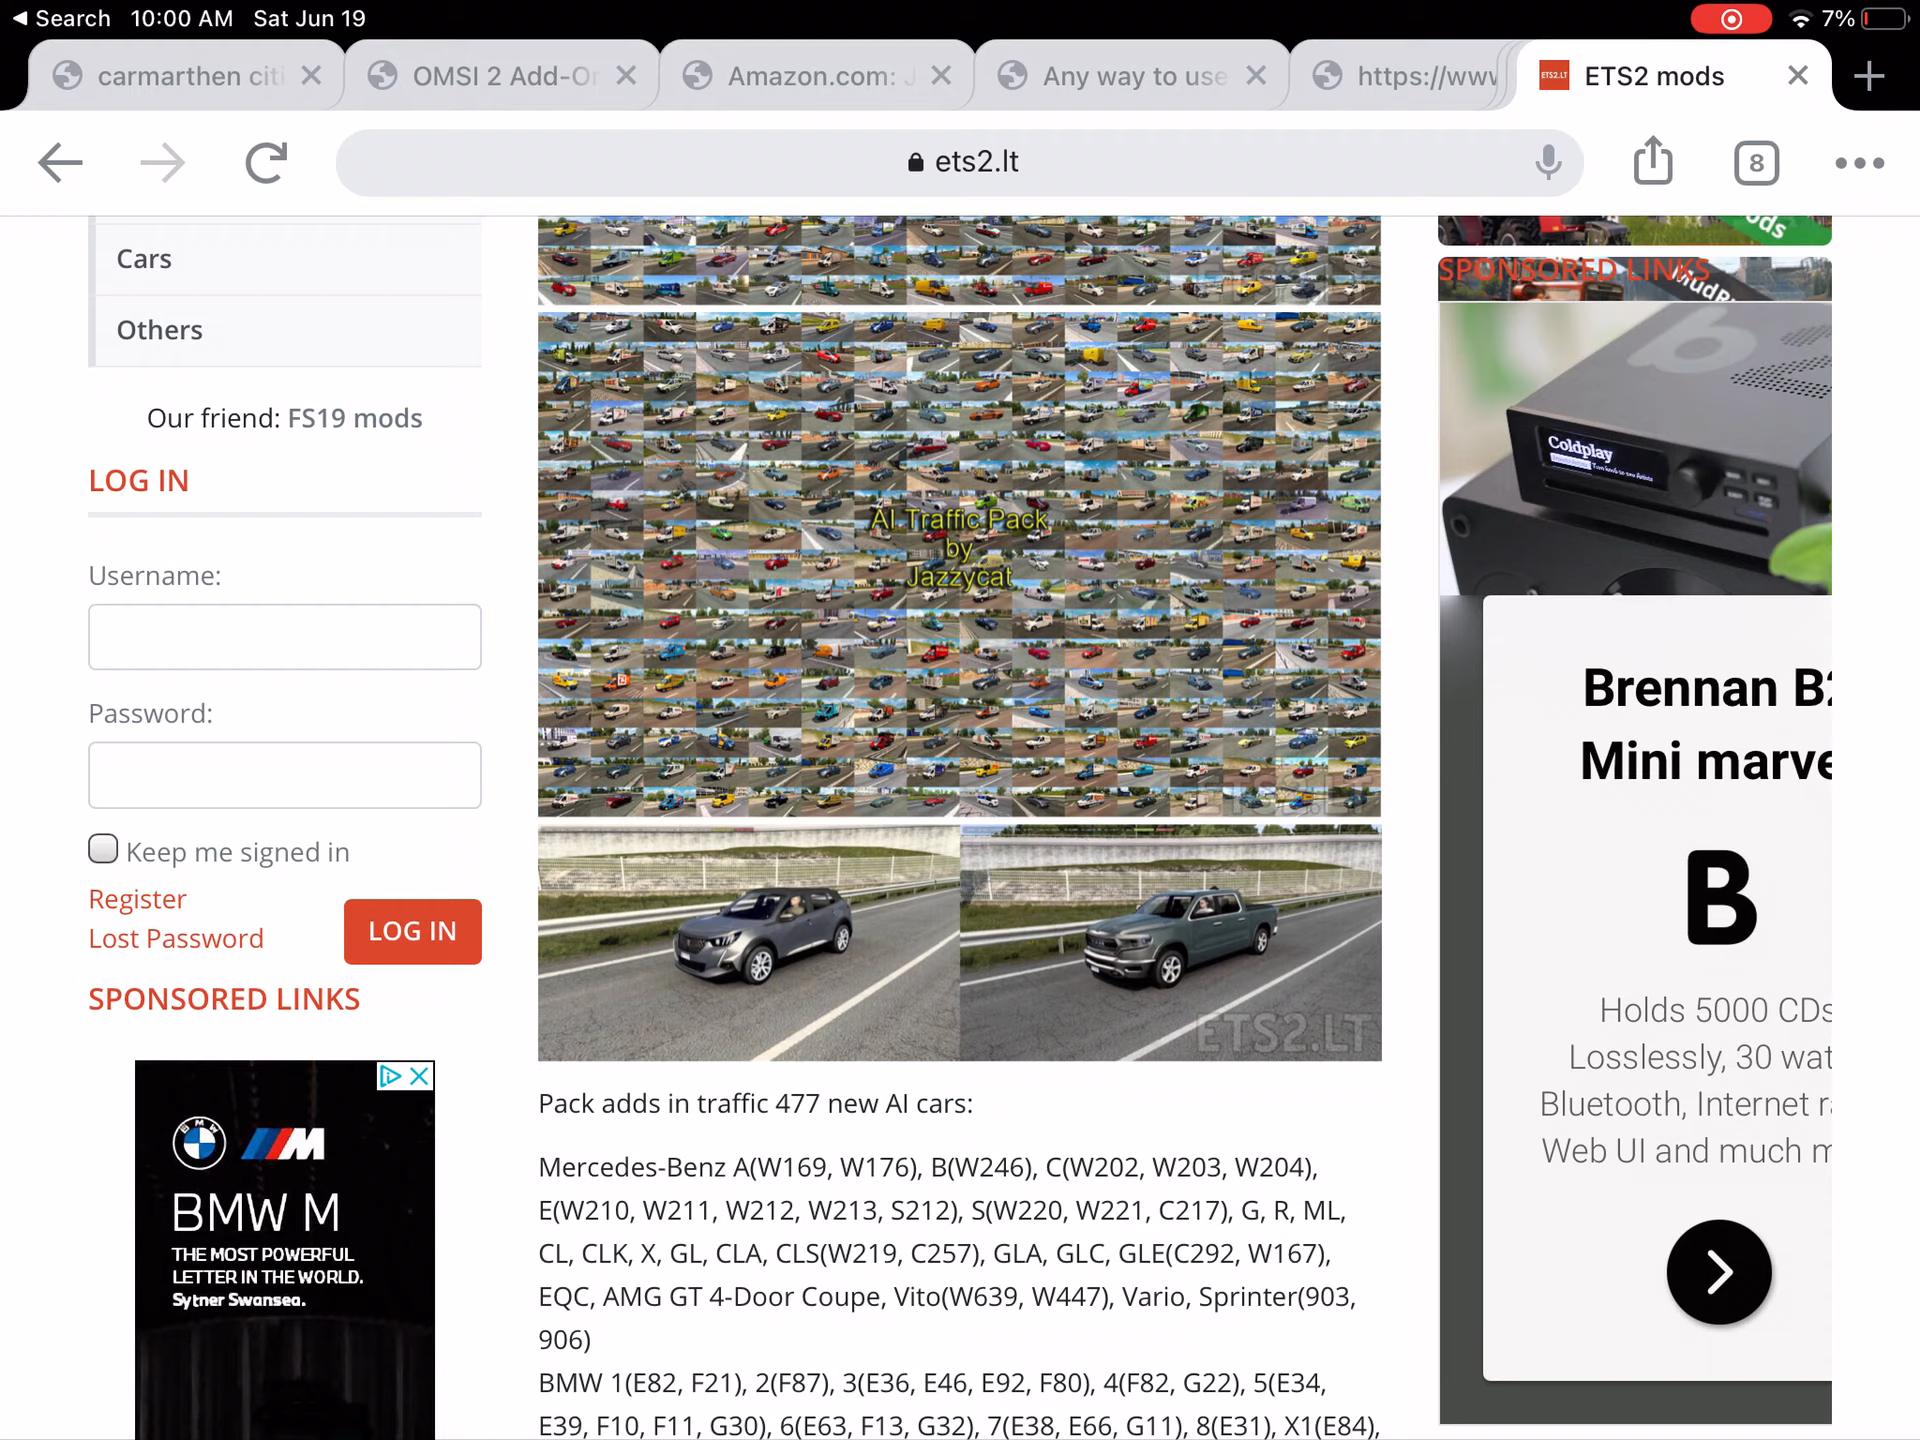 Search 10:00 AM Sat Jun 19 7%
carmarthen citi
OMSI 2 Add-Or
Amazon.com: J
Any way to use
https://www
ETS2 mods
ets2.lt
8
Cars
Others
Our friend: FS19 mods
LOG IN
Username:
Password:
Keep me signed in
Register
Lost Password
LOG IN
SPONSORED LINKS
BMW M
THE MOST POWERFUL
LETTER IN THE WORLD.
Sytner Swansea.
AI Traffic Pack
by
Jazzycat
ETS2.LT
Pack adds in traffic 477 new AI cars:
Mercedes-Benz A(W169, W176), B(W246), C(W202, W203, W204),
E(W210, W211, W212, W213, S212), S(W220, W221, C217), G, R, ML,
CL, CLK, X, GL, CLA, CLS(W219, C257), GLA, GLC, GLE(C292, W167),
EQC, AMG GT 4-Door Coupe, Vito(W639, W447), Vario, Sprinter(903,
906)
BMW 1(E82, F21), 2(F87), 3(E36, E46, E92, F80), 4(F82, G22), 5(E34,
E39, F10, F11, G30), 6(E63, F13, G32), 7(E38, E66, G11), 8(E31), X1(E84),
ods
SPONSORED LINKS
Coldplay
Brennan B2
Mini marve
B
Holds 5000 CDs
Losslessly, 30 wat
Bluetooth, Internet ra
Web UI and much m